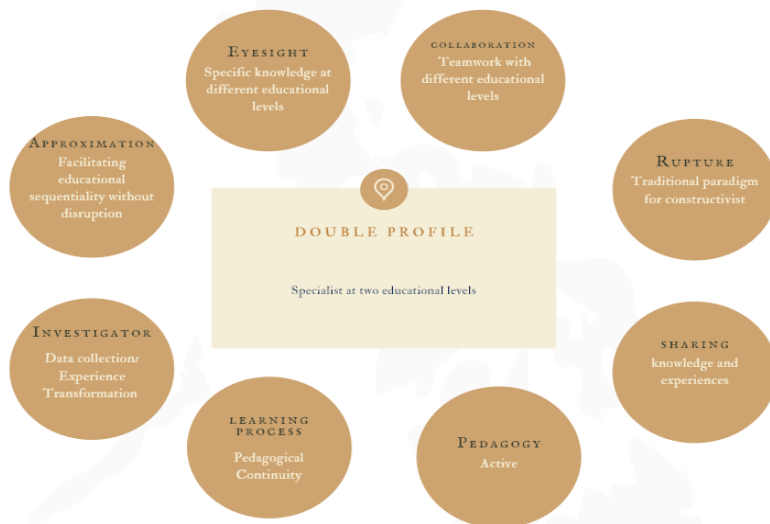 EYESIGHT
Specific knowledge at
different educational
levels
COLLABORATION
Teamwork with
different educational
levels
APPROXIMATION
Facilitating
educational
sequentiality without
disruption
RUPTURE
Traditional paradigm
for constructivist
DOUBLE PROFILE
Specialist at two educational levels
INVESTIGATOR
Data collection/
Experience
Transformation
SHARING
knowledge and
experiences
LEARNING
PROCESS
Pedagogical
Continuity
PEDAGOGY
Active